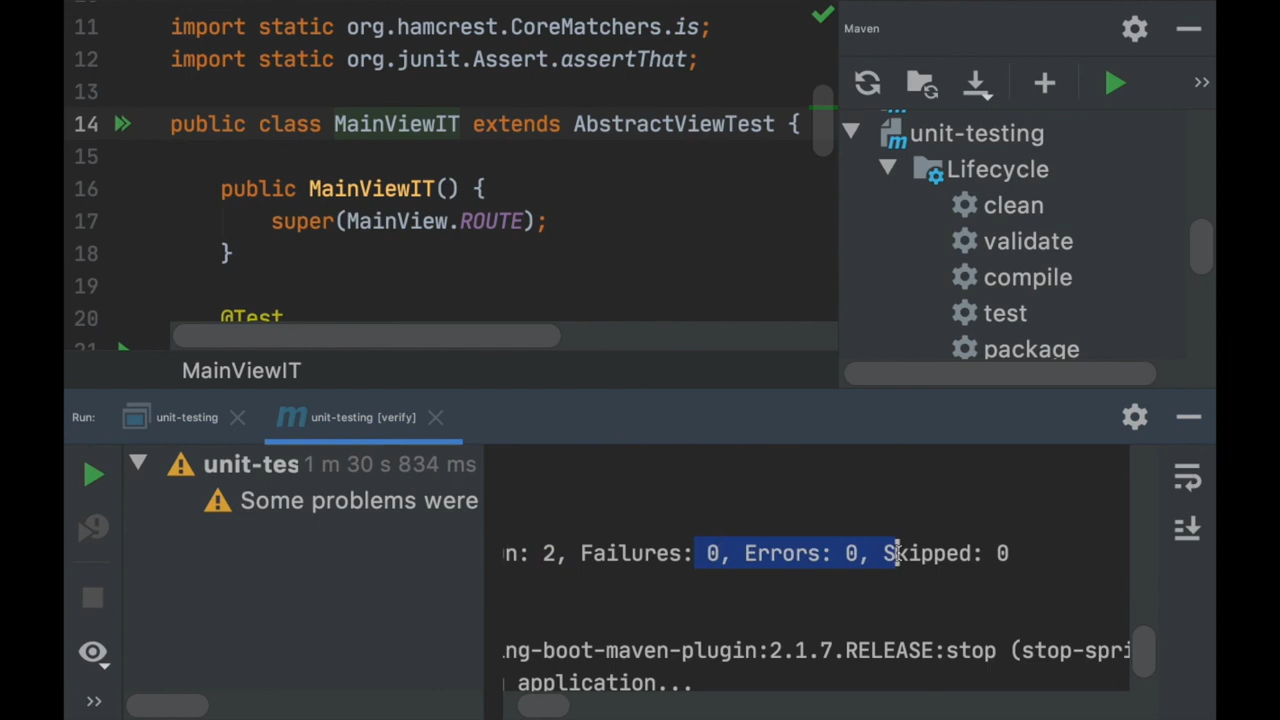 11 import static org.hamcrest.CoreMatchers.is;
12 import static org.junit.Assert.assertThat;
13
14 public class MainViewIT extends AbstractViewTest {
15
16 public MainViewIT() {
17 super(MainView.ROUTE);
18 }
19
20 @Test
21
MainViewIT
Maven
unit-testing
Lifecycle
clean
validate
compile
test
package
Run: unit-testing unit-testing [verify]
unit-tes 1 m 30 s 834 ms
Some problems were
n: 2, Failures: 0, Errors: 0, Skipped: 0
ng-boot-maven-plugin:2.1.7.RELEASE:stop (stop-spri
application...